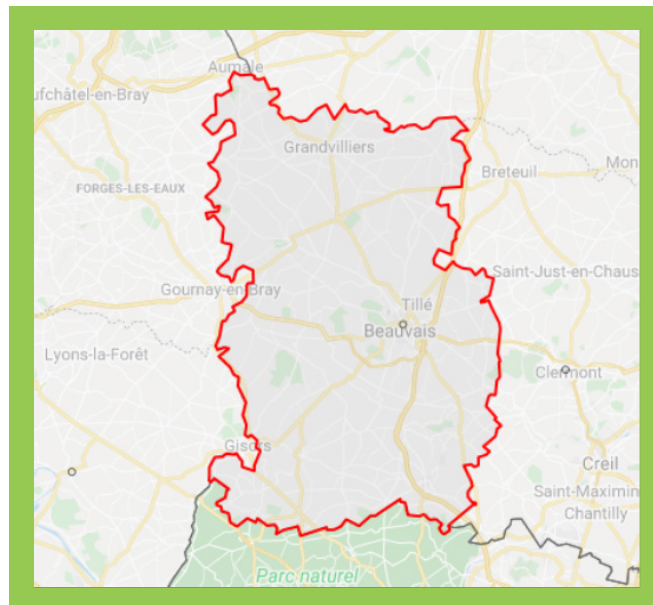 Aumale
ufchâtel-en-Bray
Grandvilliers
Breteuil
Mon
FORGES-LES-EAUX
Saint-Just-en-Chaus
Gournay-en-Bray
Tillé
Beauvais
Lyons-la-Forêt
Clermont
Gisors
Creil
Saint-Maximin
Chantilly
Parc naturel